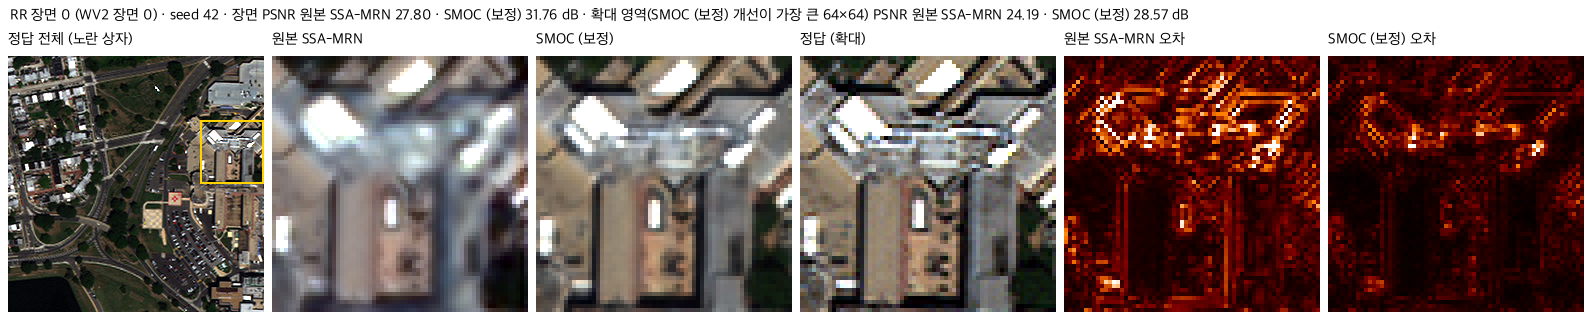 RR 장면 0 (WV2 장면 0) · seed 42 · 장면 PSNR 원본 SSA-MRN 27.80 · SMOC (보정) 31.76 dB · 확대 영역(SMOC (보정) 개선이 가장 큰 64×64) PSNR 원본 SSA-MRN 24.19 · SMOC (보정) 28.57 dB
정답 전체 (노란 상자)
원본 SSA-MRN
SMOC (보정)
정답 (확대)
원본 SSA-MRN 오차
SMOC (보정) 오차